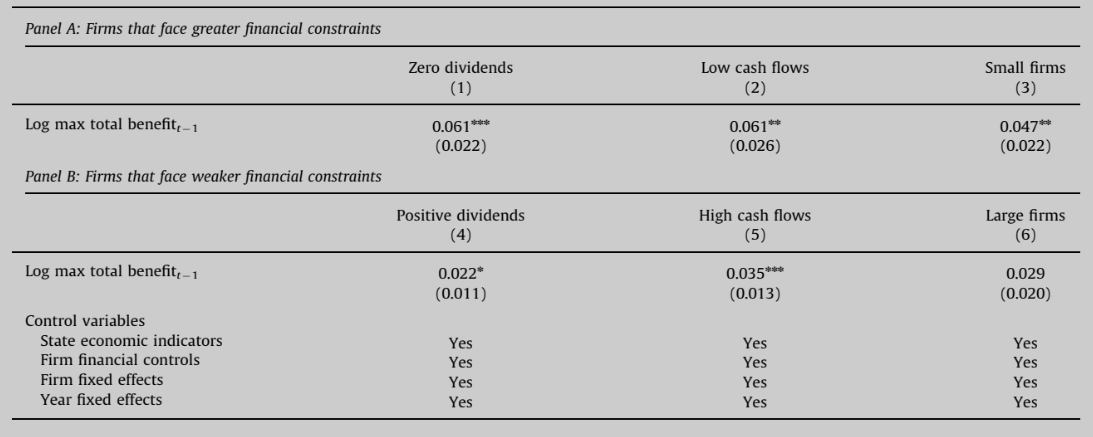 Panel A: Firms that face greater financial constraints
Zero dividends Low cash flows Small firms
(1) (2) (3)
Log max total benefitₜ₋₁ 0.061*** 0.061** 0.047**
(0.022) (0.026) (0.022)
Panel B: Firms that face weaker financial constraints
Positive dividends High cash flows Large firms
(4) (5) (6)
Log max total benefitₜ₋₁ 0.022* 0.035*** 0.029
(0.011) (0.013) (0.020)
Control variables
State economic indicators Yes Yes Yes
Firm financial controls Yes Yes Yes
Firm fixed effects Yes Yes Yes
Year fixed effects Yes Yes Yes